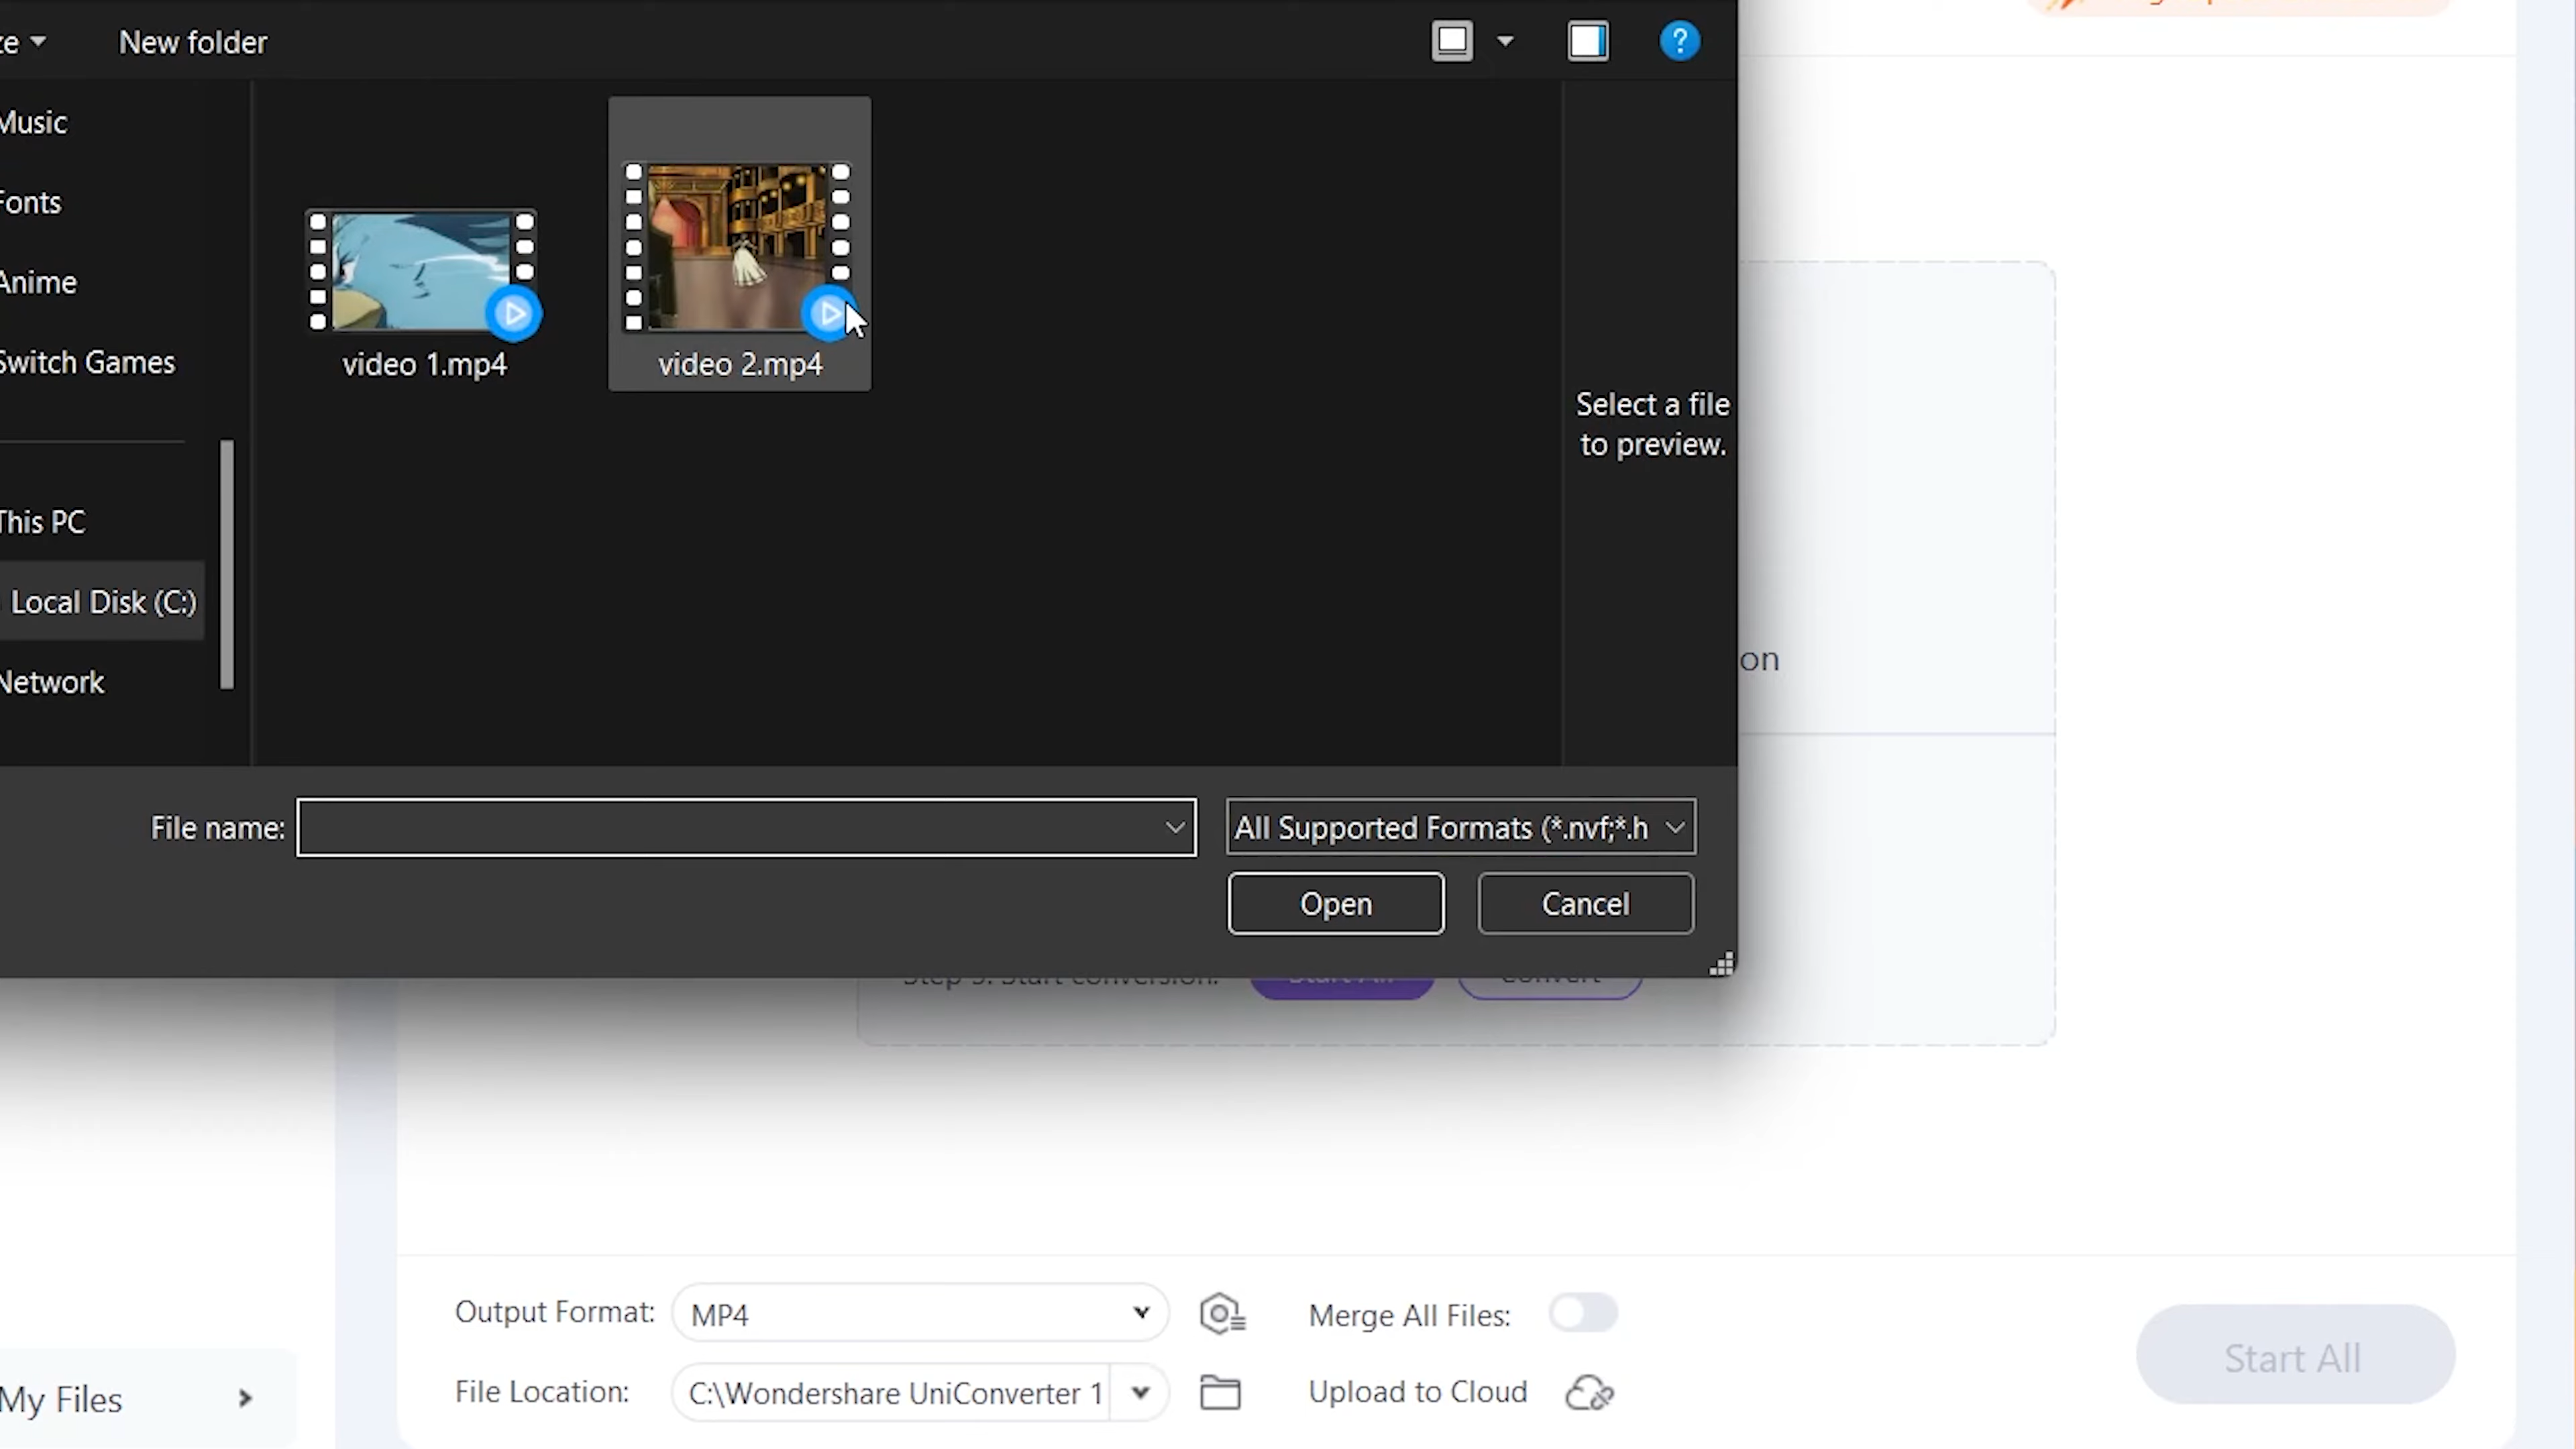 New folder
Music
Fonts
Anime
Switch Games
This PC
Local Disk (C:)
Network
video 1.mp4
video 2.mp4
Select a file
to preview.
on
File name:
All Supported Formats (*.nvf;*.h
Open
Cancel
Output Format:
MP4
Merge All Files:
File Location:
C:\Wondershare UniConverter 1
Upload to Cloud
Start All
My Files